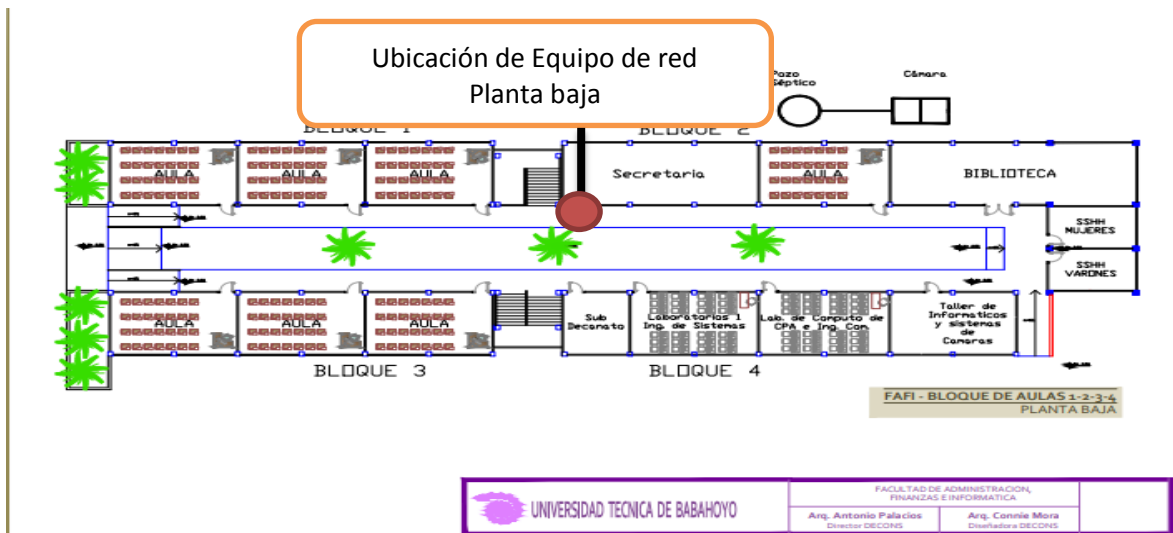 Ubicación de Equipo de red
Planta baja
Pozo
Séptico
Cámara
BLOQUE 1
BLOQUE 2
AULA
AULA
AULA
Secretaria
AULA
BIBLIOTECA
SSHH
MUJERES
SSHH
VARONES
AULA
AULA
AULA
Sub
Decanato
Laboratorios 1
Ing. de Sistemas
Lab. de Computo de
CPA e Ing. Com.
Taller de
Informaticos
y sistemas
de
Camaras
BLOQUE 3
BLOQUE 4
FAFI - BLOQUE DE AULAS 1-2-3-4
PLANTA BAJA
UNIVERSIDAD TECNICA DE BABAHOYO
FACULTAD DE ADMINISTRACION,
FINANZAS E INFORMATICA
Arq. Antonio Palacios
Director DECONS
Arq. Connie Mora
Diseñadora DECONS